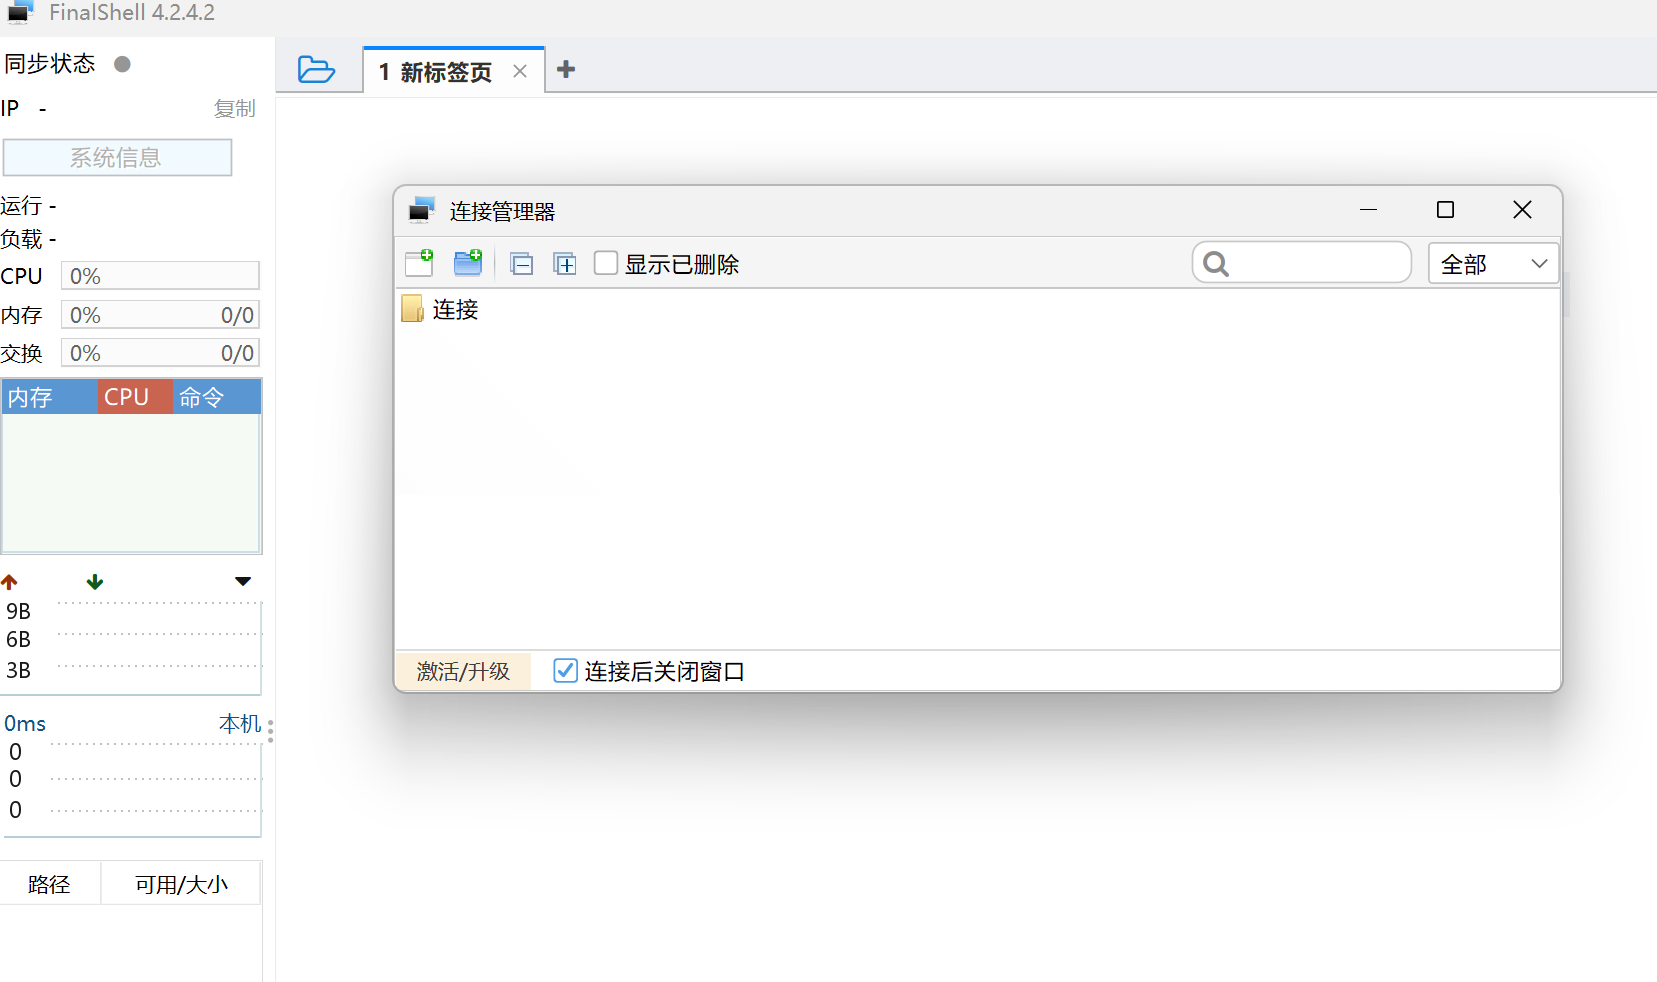 FinalShell 4.2.4.2
同步状态
IP -
复制
系统信息
运行 -
负载 -
CPU 0%
内存 0% 0/0
交换 0% 0/0
内存 CPU 命令
9B
6B
3B
0ms 本机
0
0
0
路径 可用/大小
1 新标签页
连接管理器
显示已删除
全部
连接
激活/升级 连接后关闭窗口